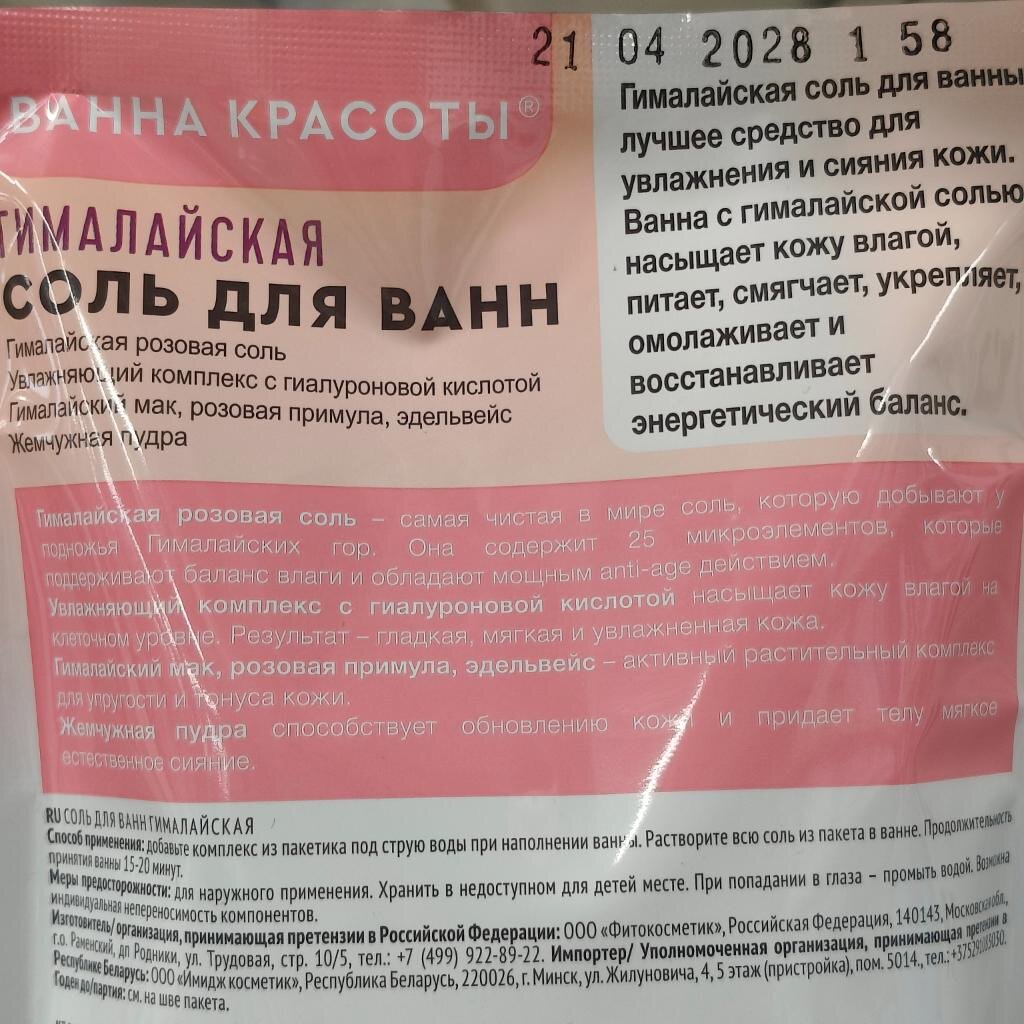 21 04 2028 1 58
ВАННА КРАСОТЫ®
ГИМАЛАЙСКАЯ
СОЛЬ ДЛЯ ВАНН
Гималайская розовая соль
Увлажняющий комплекс с гиалуроновой кислотой
Гималайский мак, розовая примула, эдельвейс
Жемчужная пудра
Гималайская соль для ванны
лучшее средство для
увлажнения и сияния кожи.
Ванна с гималайской солью
насыщает кожу влагой,
питает, смягчает, укрепляет,
омолаживает и
восстанавливает
энергетический баланс.
Гималайская розовая соль – самая чистая в мире соль, которую добывают у
подножья Гималайских гор. Она содержит 25 микроэлементов, которые
поддерживают баланс влаги и обладают мощным anti-age действием.
Увлажняющий комплекс с гиалуроновой кислотой насыщает кожу влагой на
клеточном уровне. Результат – гладкая, мягкая и увлажненная кожа.
Гималайский мак, розовая примула, эдельвейс – активный растительный комплекс
для упругости и тонуса кожи.
Жемчужная пудра способствует обновлению кожи и придает телу мягкое
естественное сияние.
RU СОЛЬ ДЛЯ ВАНН ГИМАЛАЙСКАЯ
Способ применения: добавьте комплекс из пакетика под струю воды при наполнении ванны. Растворите всю соль из пакета в ванне. Продолжительность
принятия ванны 15-20 минут.
Меры предосторожности: для наружного применения. Хранить в недоступном для детей месте. При попадании в глаза – промыть водой. Возможна
индивидуальная непереносимость компонентов.
Изготовитель/организация, принимающая претензии в Российской Федерации: ООО «Фитокосметик», Российская Федерация, 140143, Московская обл.,
г.о. Раменский, дп Родники, ул. Трудовая, стр. 10/5, тел.: +7 (499) 922-89-22. Импортер/ Уполномоченная организация, принимающая претензии в
Республике Беларусь: ООО «Имидж косметик», Республика Беларусь, 220026, г. Минск, ул. Жилуновича, 4, 5 этаж (пристройка), пом. 5014., тел.:
Годен до/партия: см. на шве пакета.